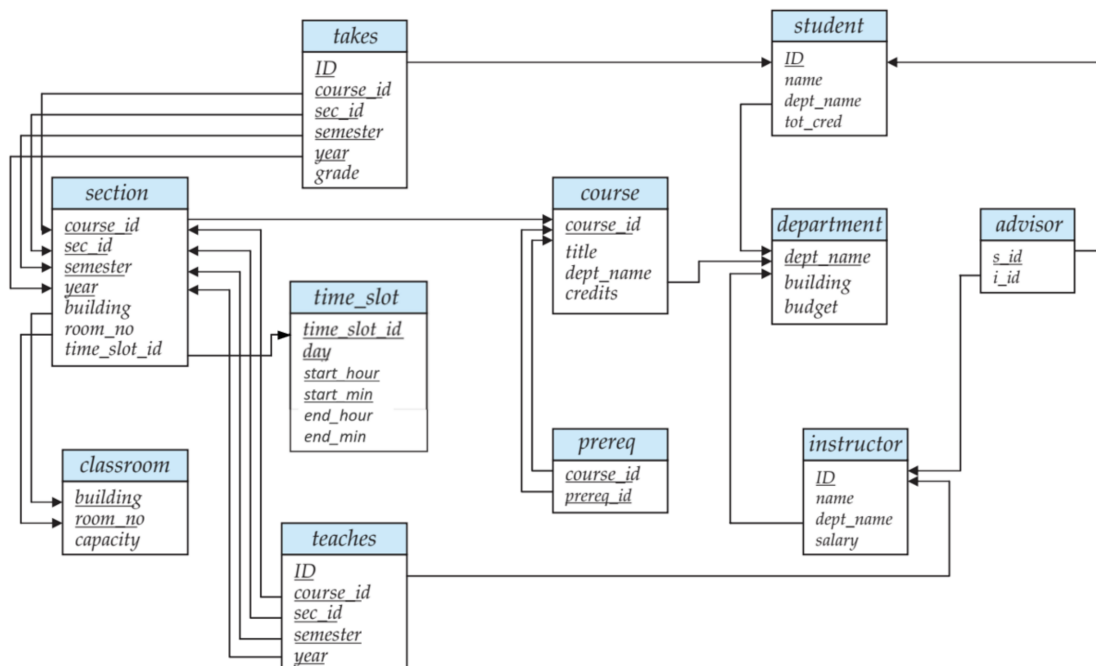 takes
ID
course_id
sec_id
semester
year
grade
student
ID
name
dept_name
tot_cred
section
course_id
sec_id
semester
year
building
room_no
time_slot_id
course
course_id
title
dept_name
credits
department
dept_name
building
budget
advisor
s_id
i_id
time_slot
time_slot_id
day
start_hour
start_min
end_hour
end_min
prereq
course_id
prereq_id
instructor
ID
name
dept_name
salary
classroom
building
room_no
capacity
teaches
ID
course_id
sec_id
semester
year